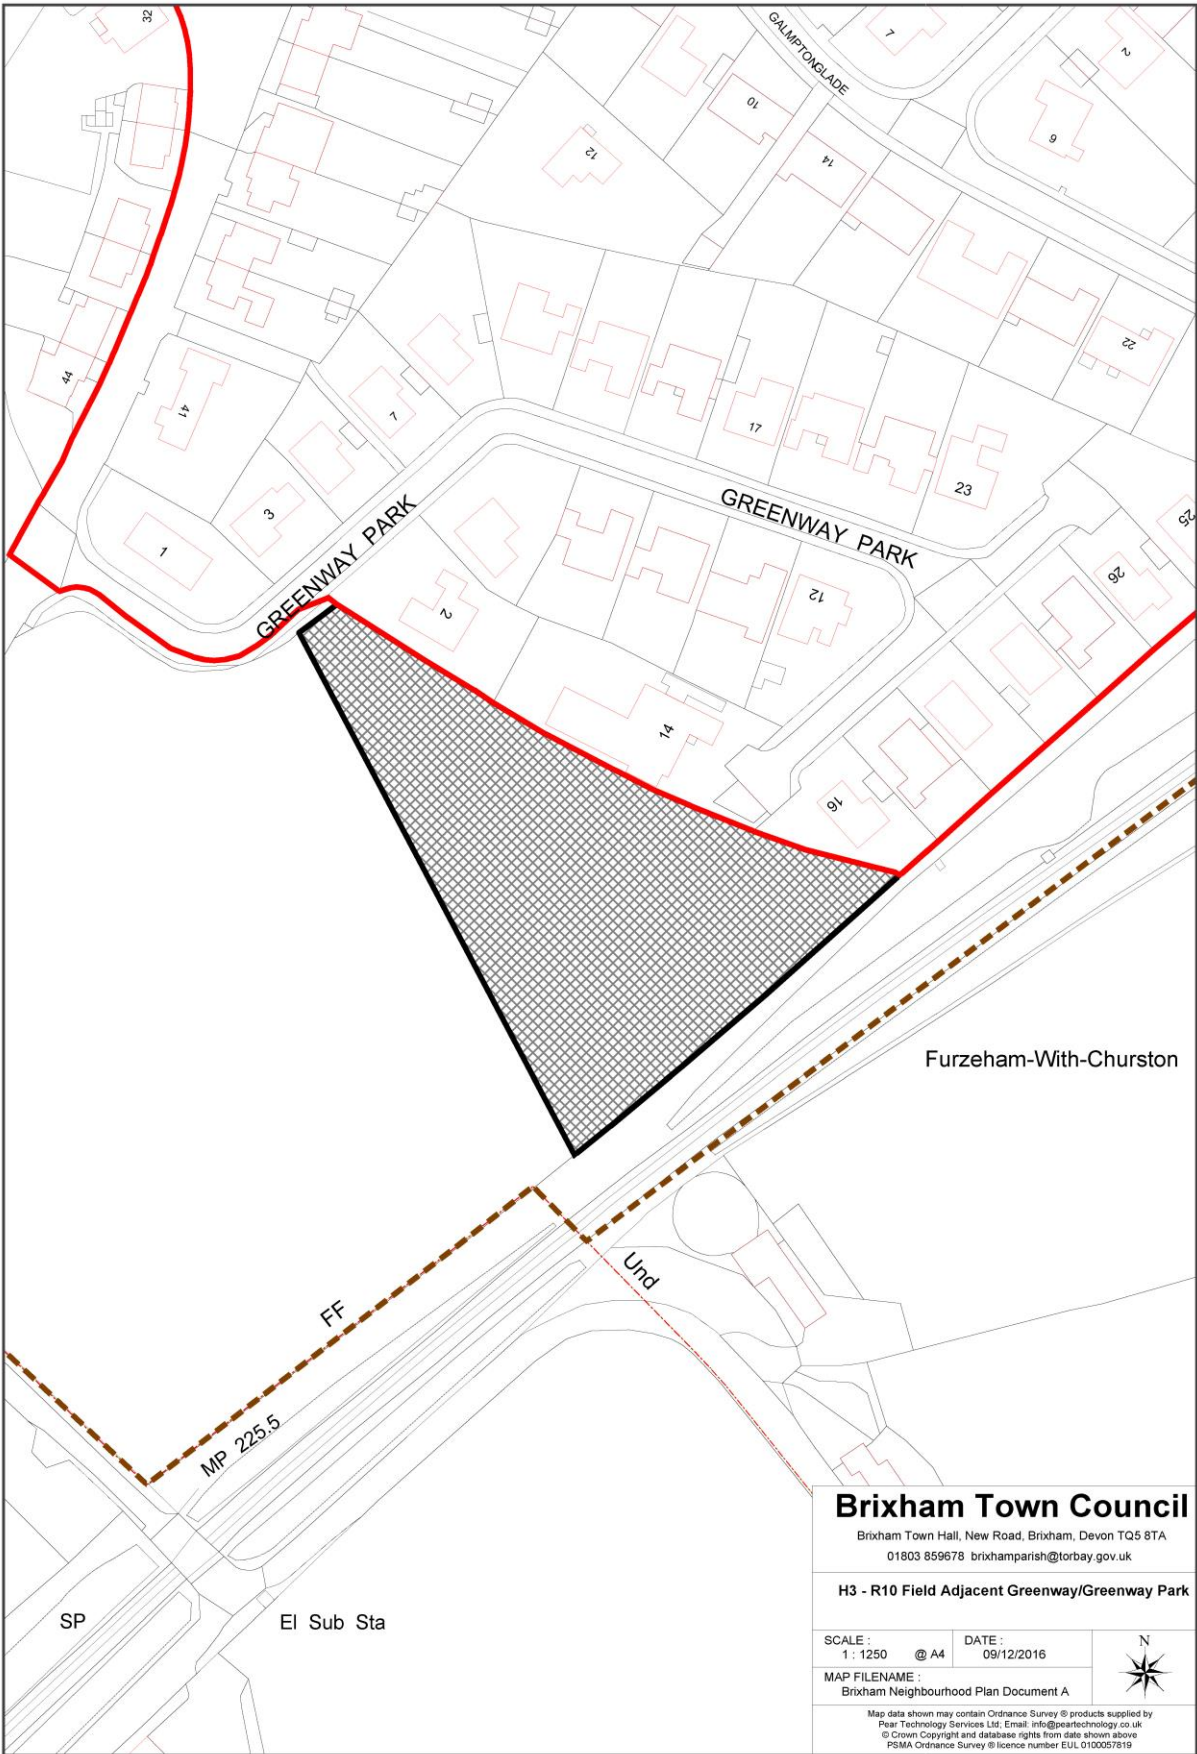 32
GALMPTONGLADE
7
2
10
6
12
14
22
44
41
7
17
23
25
GREENWAY PARK
3
1
GREENWAY PARK
26
2
12
14
16
Furzeham-With-Churston
Und
FF
MP 225.5
SP
El Sub Sta
Brixham Town Council
Brixham Town Hall, New Road, Brixham, Devon TQ5 8TA
01803 859678 brixhamparish@torbay.gov.uk
H3 - R10 Field Adjacent Greenway/Greenway Park
SCALE :
1 : 1250 @ A4
DATE :
09/12/2016
N
MAP FILENAME :
Brixham Neighbourhood Plan Document A
Map data shown may contain Ordnance Survey ® products supplied by
Pear Technology Services Ltd; Email: info@peartechnology.co.uk
© Crown Copyright and database rights from date shown above
PSMA Ordnance Survey ® licence number EUL 0100057819